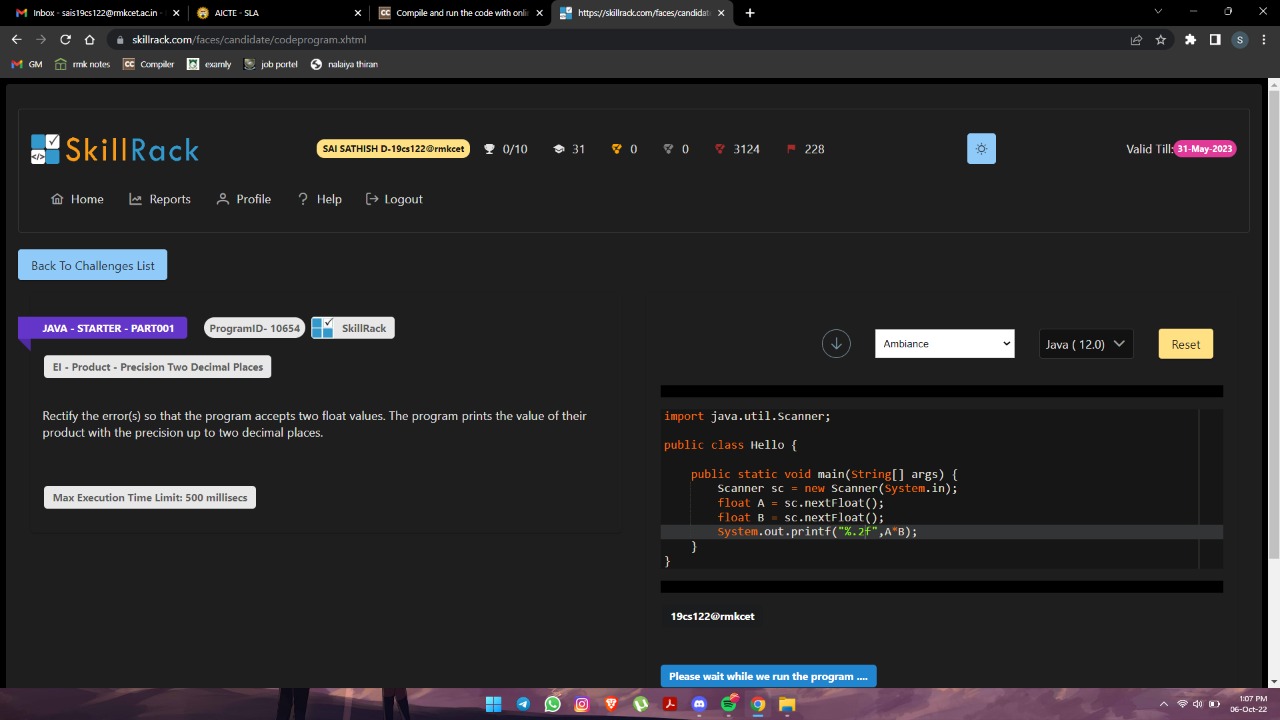 Inbox - sais19cs122@rmkcet.ac.in -
AICTE - SLA
Compile and run the code with onli
https://skillrack.com/faces/candidat
skillrack.com/faces/candidate/codeprogram.xhtml
S
GM
rmk notes
CC Compiler
examly
job portel
nalaiya thiran
SkillRack
SAI SATHISH D-19cs122@rmkcet
0/10
31
0
0
3124
228
Valid Till:31-May-2023
Home
Reports
Profile
Help
Logout
Back To Challenges List
JAVA - STARTER - PART001
ProgramID- 10654
SkillRack
EI - Product - Precision Two Decimal Places
Rectify the error(s) so that the program accepts two float values. The program prints the value of their
product with the precision up to two decimal places.
Max Execution Time Limit: 500 millisecs
Ambiance
Java ( 12.0)
Reset
import java.util.Scanner;
public class Hello {
public static void main(String[] args) {
Scanner sc = new Scanner(System.in);
float A = sc.nextFloat();
float B = sc.nextFloat();
System.out.printf("%.2f",A*B);
}
}
19cs122@rmkcet
Please wait while we run the program ....
1:07 PM
06-Oct-22